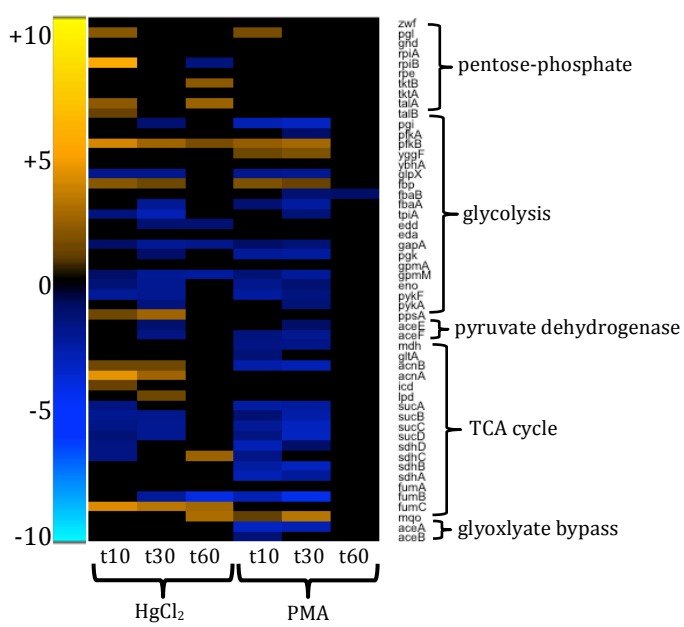 +10
+5
0
-5
-10
zwf
pgl
gnd
rpiA
rpiB
rpe
tktB
tktA
talA
talB
pgi
pfkA
pfkB
yggF
ybhA
glpX
fbp
fbaB
fbaA
tpiA
edd
eda
gapA
pgk
gpmA
gpmM
eno
pykF
pykA
ppsA
aceE
aceF
mdh
gltA
acnB
acnA
icd
lpd
sucA
sucB
sucC
sucD
sdhD
sdhC
sdhB
sdhA
fumA
fumB
fumC
mqo
aceA
aceB
pentose-phosphate
glycolysis
pyruvate dehydrogenase
TCA cycle
glyoxlyate bypass
t10 t30 t60 t10 t30 t60
HgCl₂ PMA